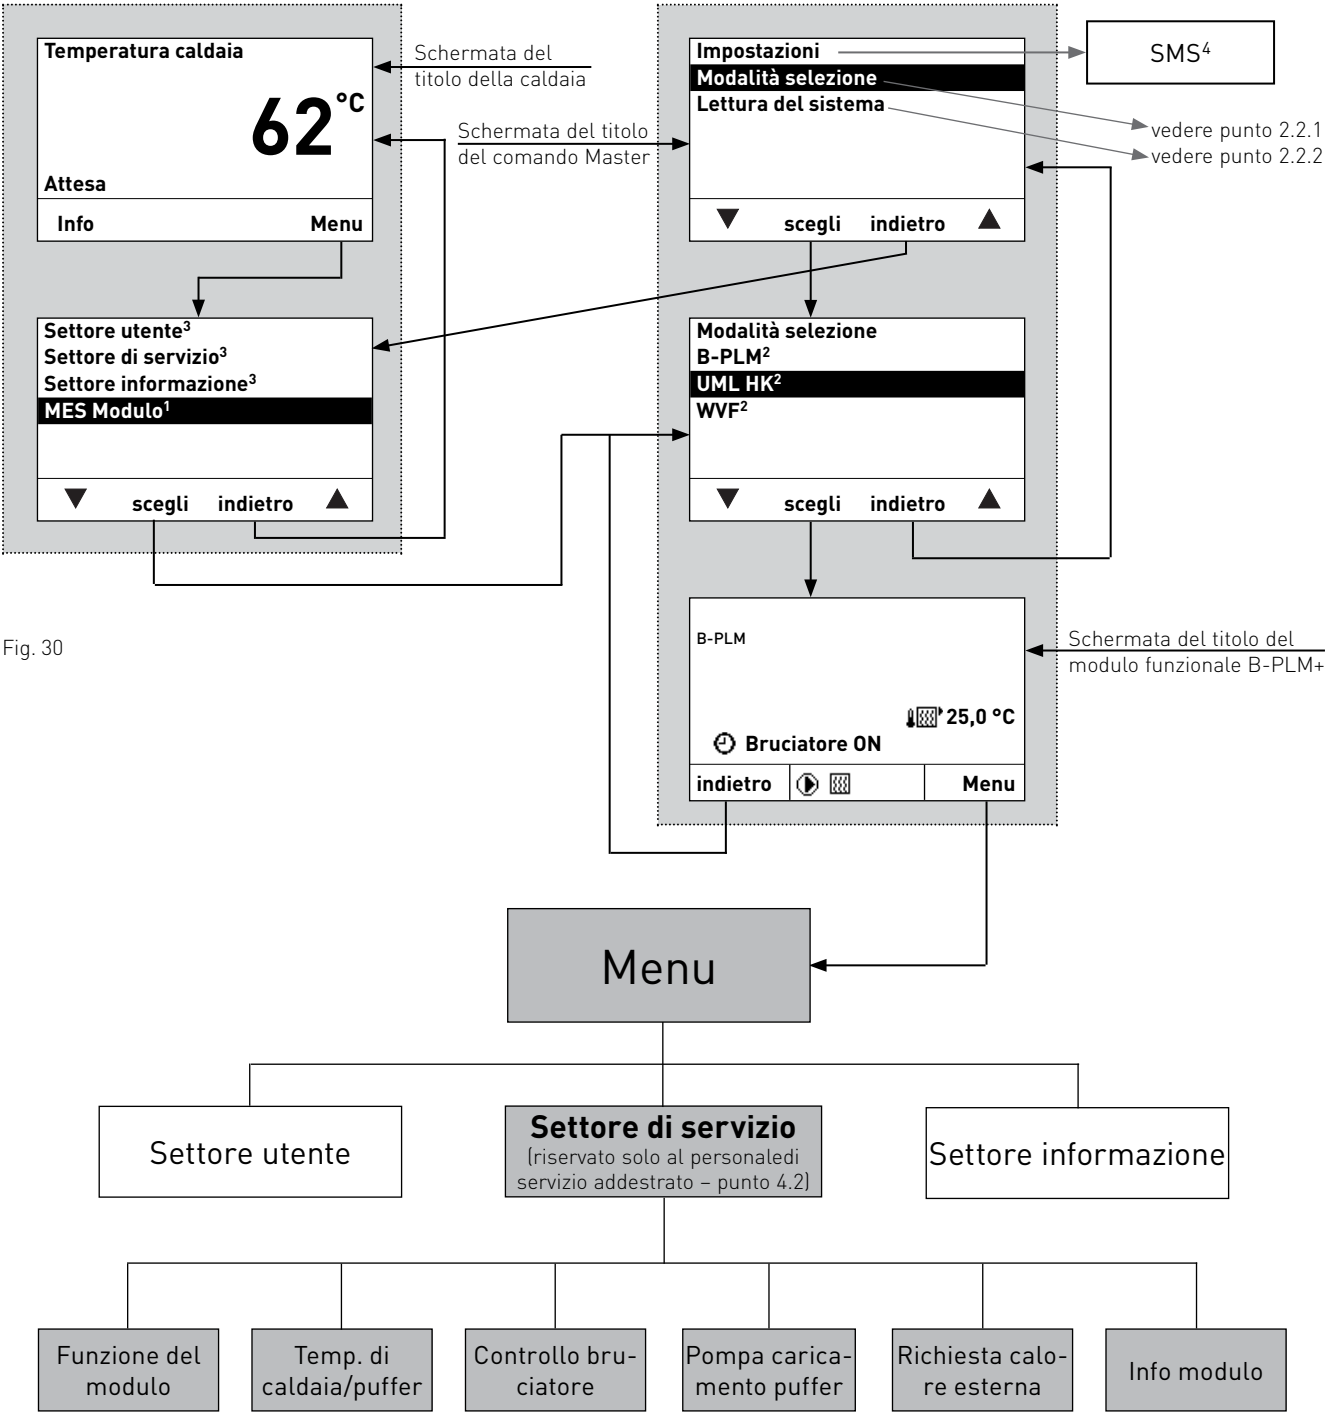 Temperatura caldaia
62 °C
Attesa
Info Menu
Schermata del
titolo della caldaia
Schermata del titolo
del comando Master
Impostazioni
Modalità selezione
Lettura del sistema
▼ scegli indietro ▲
SMS⁴
vedere punto 2.2.1
vedere punto 2.2.2
Settore utente³
Settore di servizio³
Settore informazione³
MES Modulo¹
▼ scegli indietro ▲
Modalità selezione
B-PLM²
UML HK²
WVF²
▼ scegli indietro ▲
Fig. 30
B-PLM
25,0 °C
Bruciatore ON
indietro Menu
Schermata del titolo del
modulo funzionale B-PLM+
Menu
Settore utente
Settore di servizio
(riservato solo al personaledi
servizio addestrato – punto 4.2)
Settore informazione
Funzione del
modulo
Temp. di
caldaia/puffer
Controllo bru-
ciatore
Pompa carica-
mento puffer
Richiesta calo-
re esterna
Info modulo